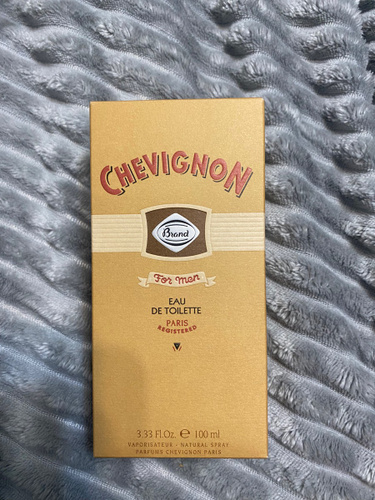 CHEVIGNON
Brand
For men
EAU
DE TOILETTE
PARIS
REGISTERED
3.33 Fl.Oz. ℮ 100 ml
VAPORISATEUR - NATURAL SPRAY
PARFUMS CHEVIGNON PARIS